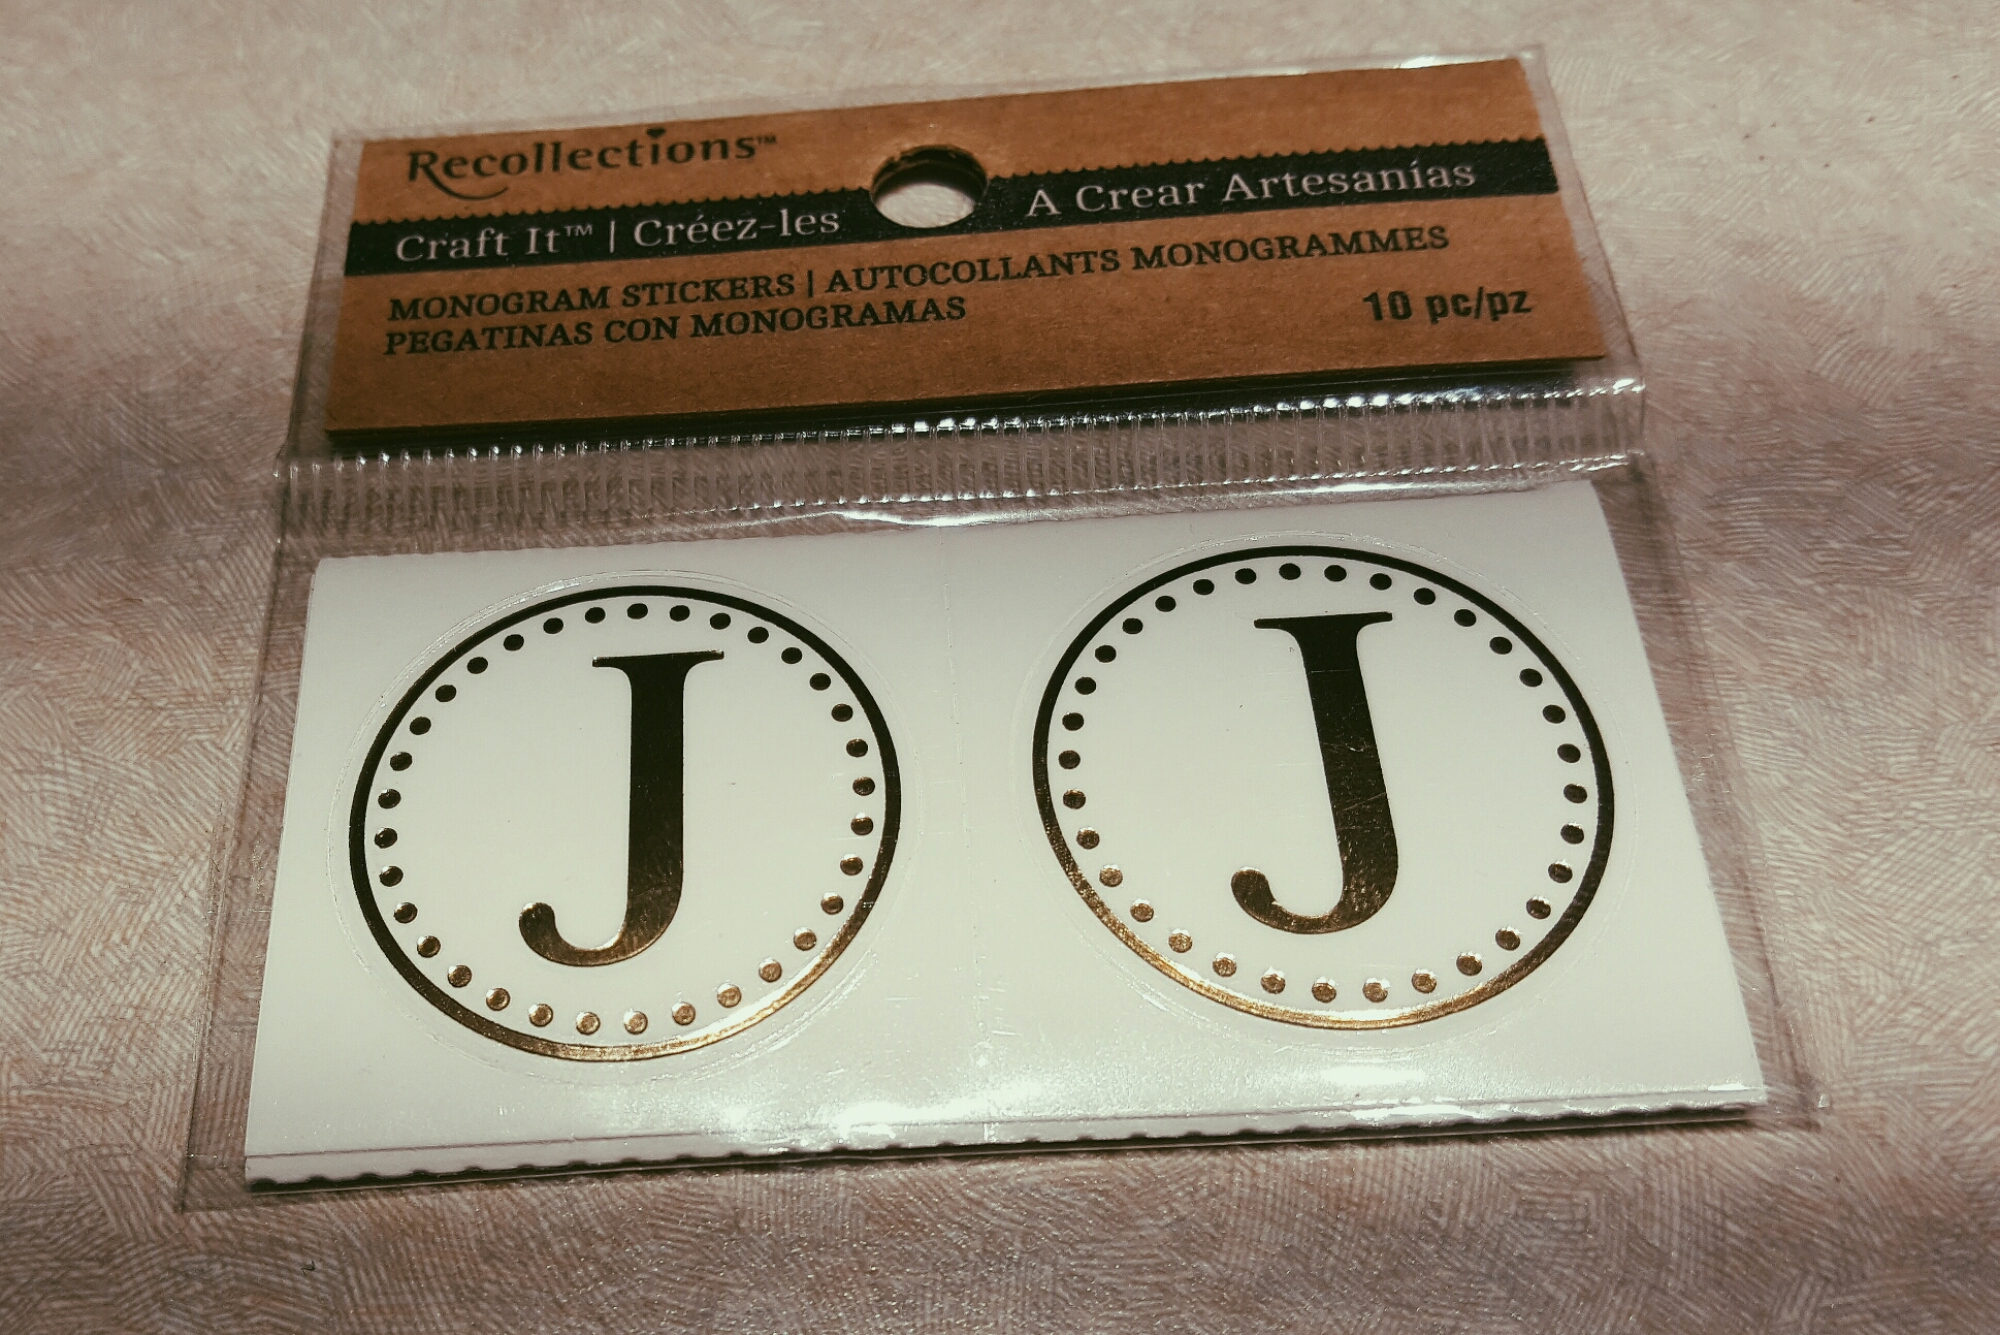 Recollections™
Craft It™ | Créez-les A Crear Artesanías
MONOGRAM STICKERS | AUTOCOLLANTS MONOGRAMMES
PEGATINAS CON MONOGRAMAS
10 pc/pz
J J